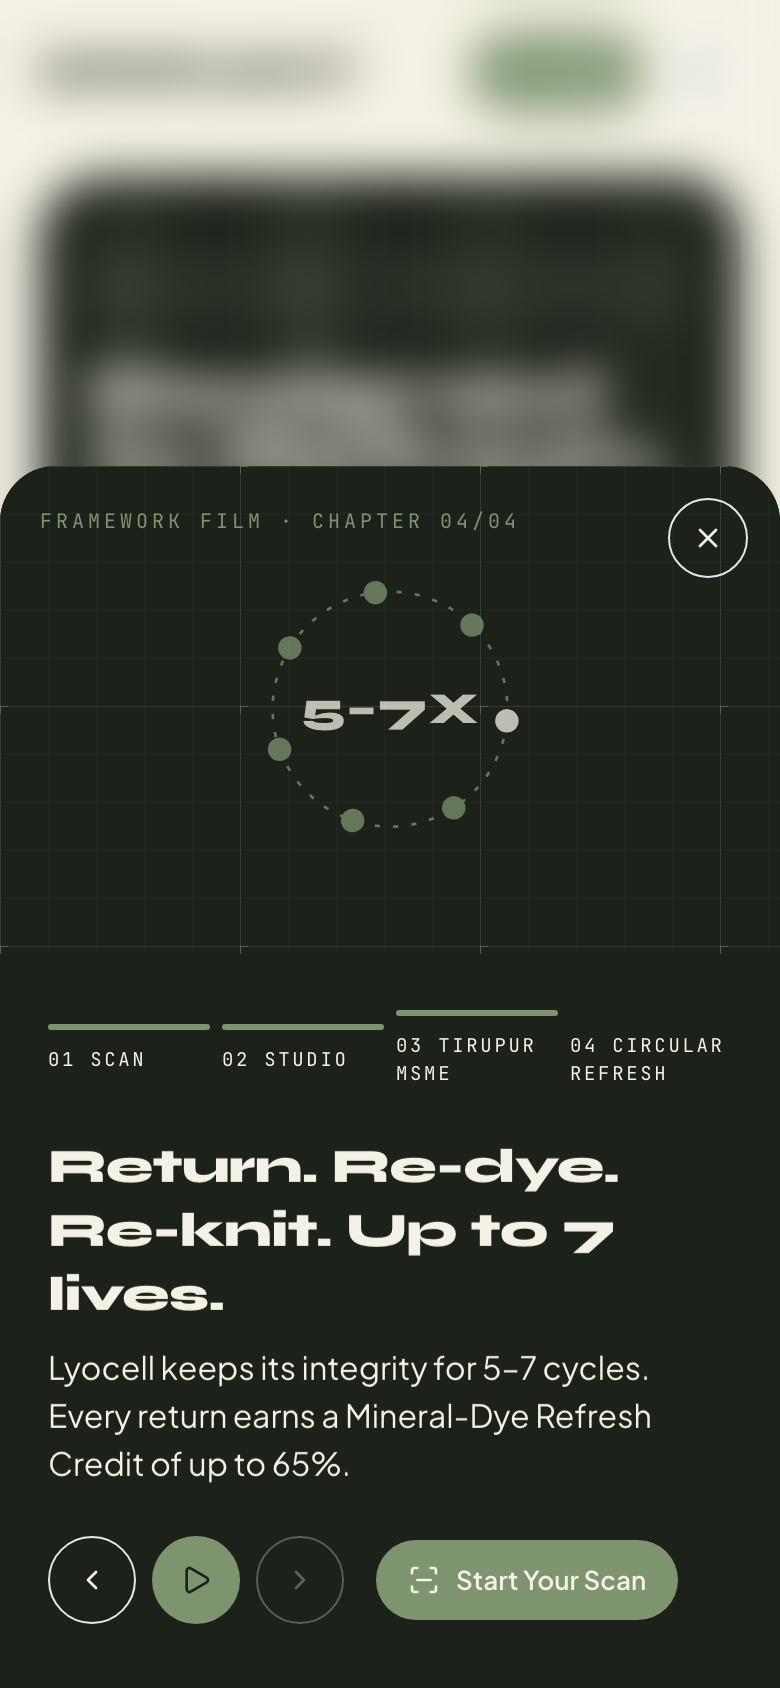 FRAMEWORK FILM · CHAPTER 04/04
5-7X
01 SCAN
02 STUDIO
03 TIRUPUR
MSME
04 CIRCULAR
REFRESH
Return. Re-dye.
Re-knit. Up to 7
lives.
Lyocell keeps its integrity for 5–7 cycles.
Every return earns a Mineral-Dye Refresh
Credit of up to 65%.
Start Your Scan